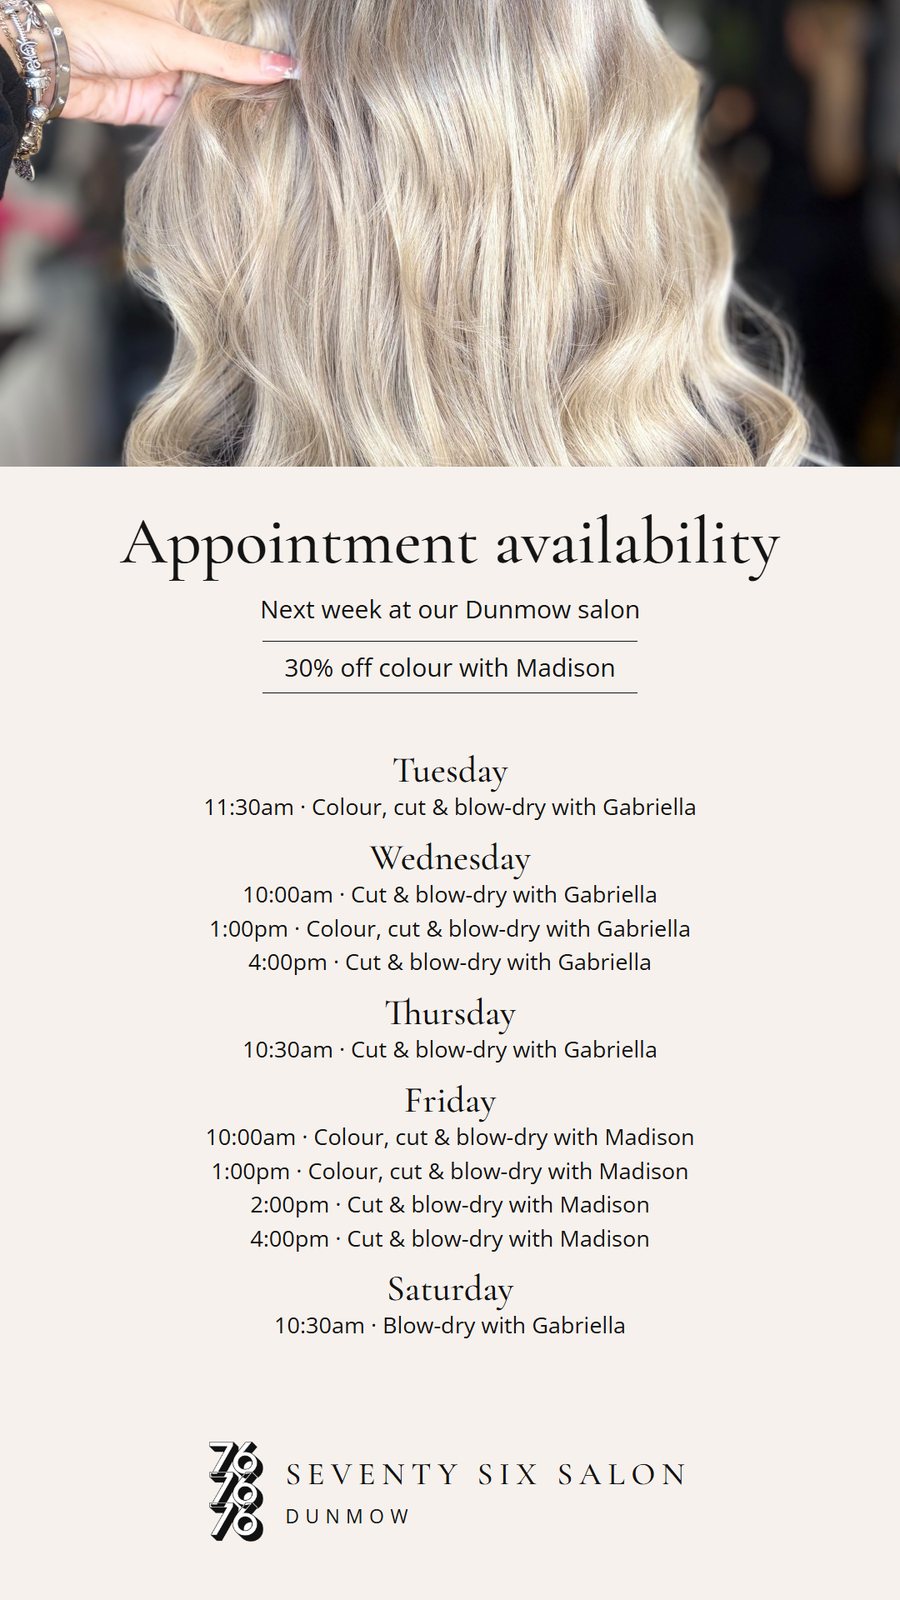 Appointment availability
Next week at our Dunmow salon
30% off colour with Madison
Tuesday
11:30am · Colour, cut & blow-dry with Gabriella
Wednesday
10:00am · Cut & blow-dry with Gabriella
1:00pm · Colour, cut & blow-dry with Gabriella
4:00pm · Cut & blow-dry with Gabriella
Thursday
10:30am · Cut & blow-dry with Gabriella
Friday
10:00am · Colour, cut & blow-dry with Madison
1:00pm · Colour, cut & blow-dry with Madison
2:00pm · Cut & blow-dry with Madison
4:00pm · Cut & blow-dry with Madison
Saturday
10:30am · Blow-dry with Gabriella
76
76
76
SEVENTY SIX SALON
DUNMOW